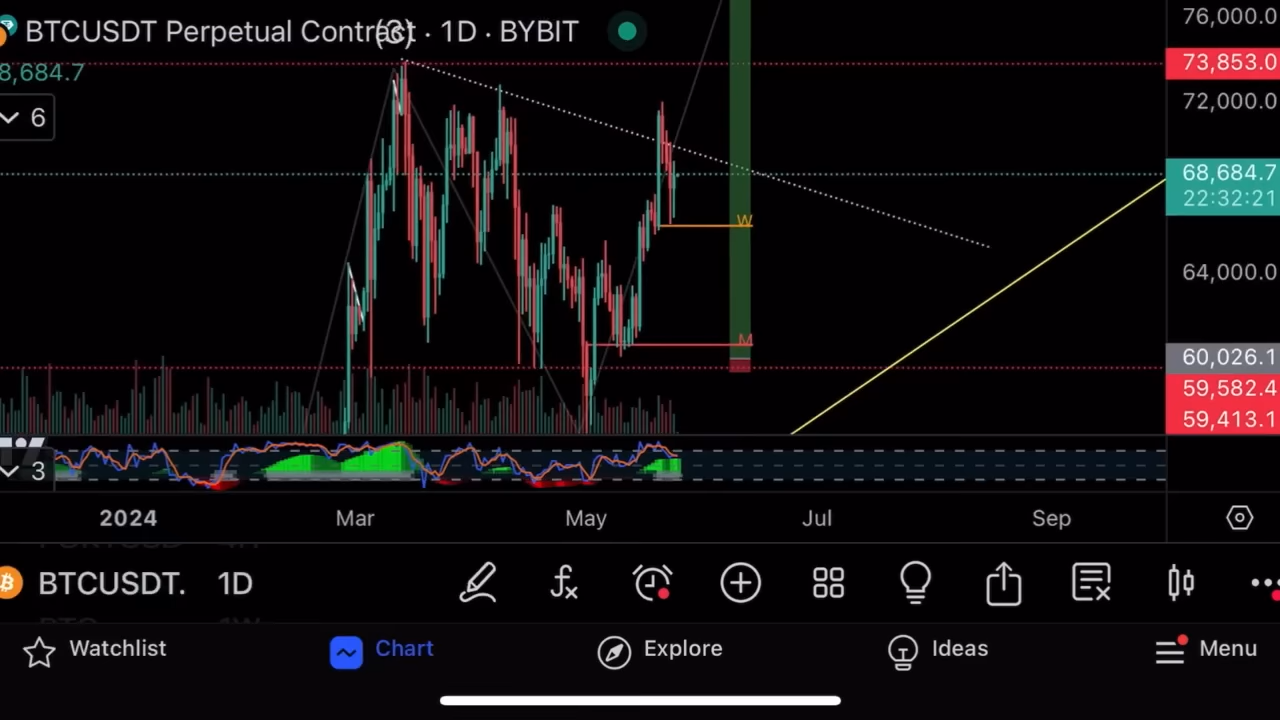 BTCUSDT Perpetual Contract · 1D · BYBIT
(3)
8,684.7
6
76,000.0
73,853.0
72,000.0
68,684.7
22:32:21
W
64,000.0
M
60,026.1
59,582.4
59,413.1
3
2024 Mar May Jul Sep
BTCUSDT. 1D
Watchlist Chart Explore Ideas Menu